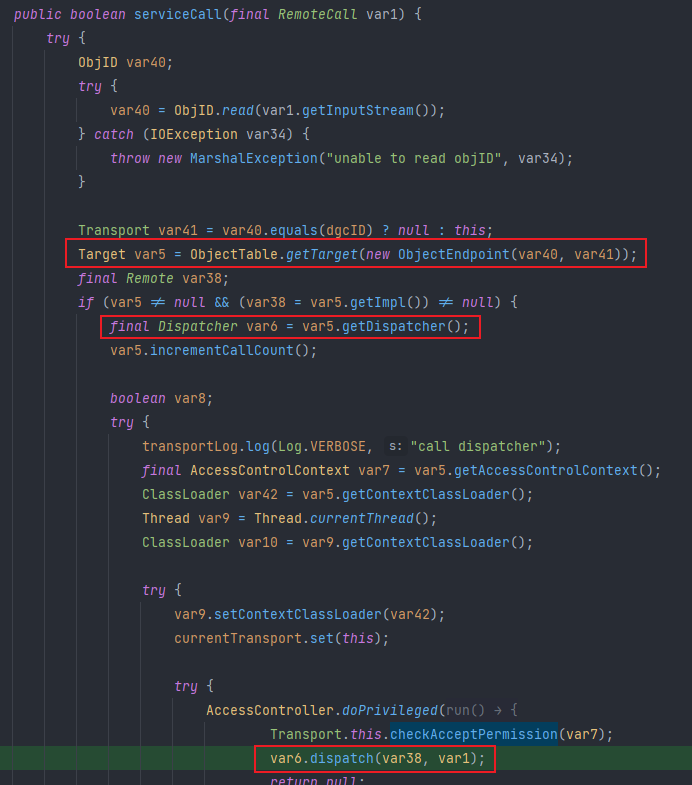 public boolean serviceCall(final RemoteCall var1) {
try {
ObjID var40;
try {
var40 = ObjID.read(var1.getInputStream());
} catch (IOException var34) {
throw new MarshalException("unable to read objID", var34);
}
Transport var41 = var40.equals(dgcID) ? null : this;
Target var5 = ObjectTable.getTarget(new ObjectEndpoint(var40, var41));
final Remote var38;
if (var5 ≠ null && (var38 = var5.getImpl()) ≠ null) {
final Dispatcher var6 = var5.getDispatcher();
var5.incrementCallCount();
boolean var8;
try {
transportLog.log(Log.VERBOSE, s: "call dispatcher");
final AccessControlContext var7 = var5.getAccessControlContext();
ClassLoader var42 = var5.getContextClassLoader();
Thread var9 = Thread.currentThread();
ClassLoader var10 = var9.getContextClassLoader();
try {
var9.setContextClassLoader(var42);
currentTransport.set(this);
try {
AccessController.doPrivileged(run() → {
Transport.this.checkAcceptPermission(var7);
var6.dispatch(var38, var1);
return null;